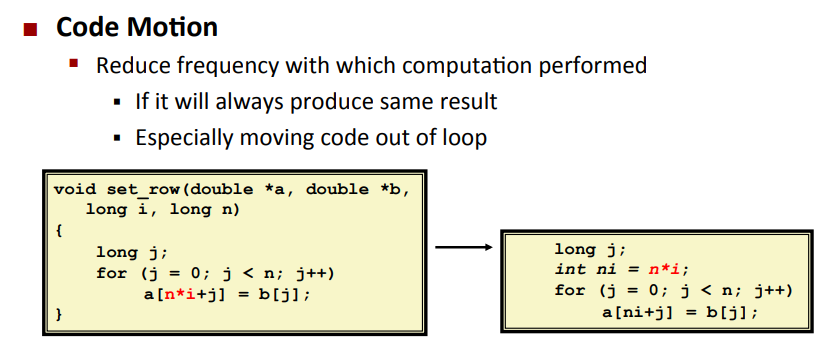 Code Motion
Reduce frequency with which computation performed
If it will always produce same result
Especially moving code out of loop
void set_row(double *a, double *b,
   long i, long n)
{
    long j;
    for (j = 0; j < n; j++)
        a[n*i+j] = b[j];
}
    long j;
    int ni = n*i;
    for (j = 0; j < n; j++)
        a[ni+j] = b[j];